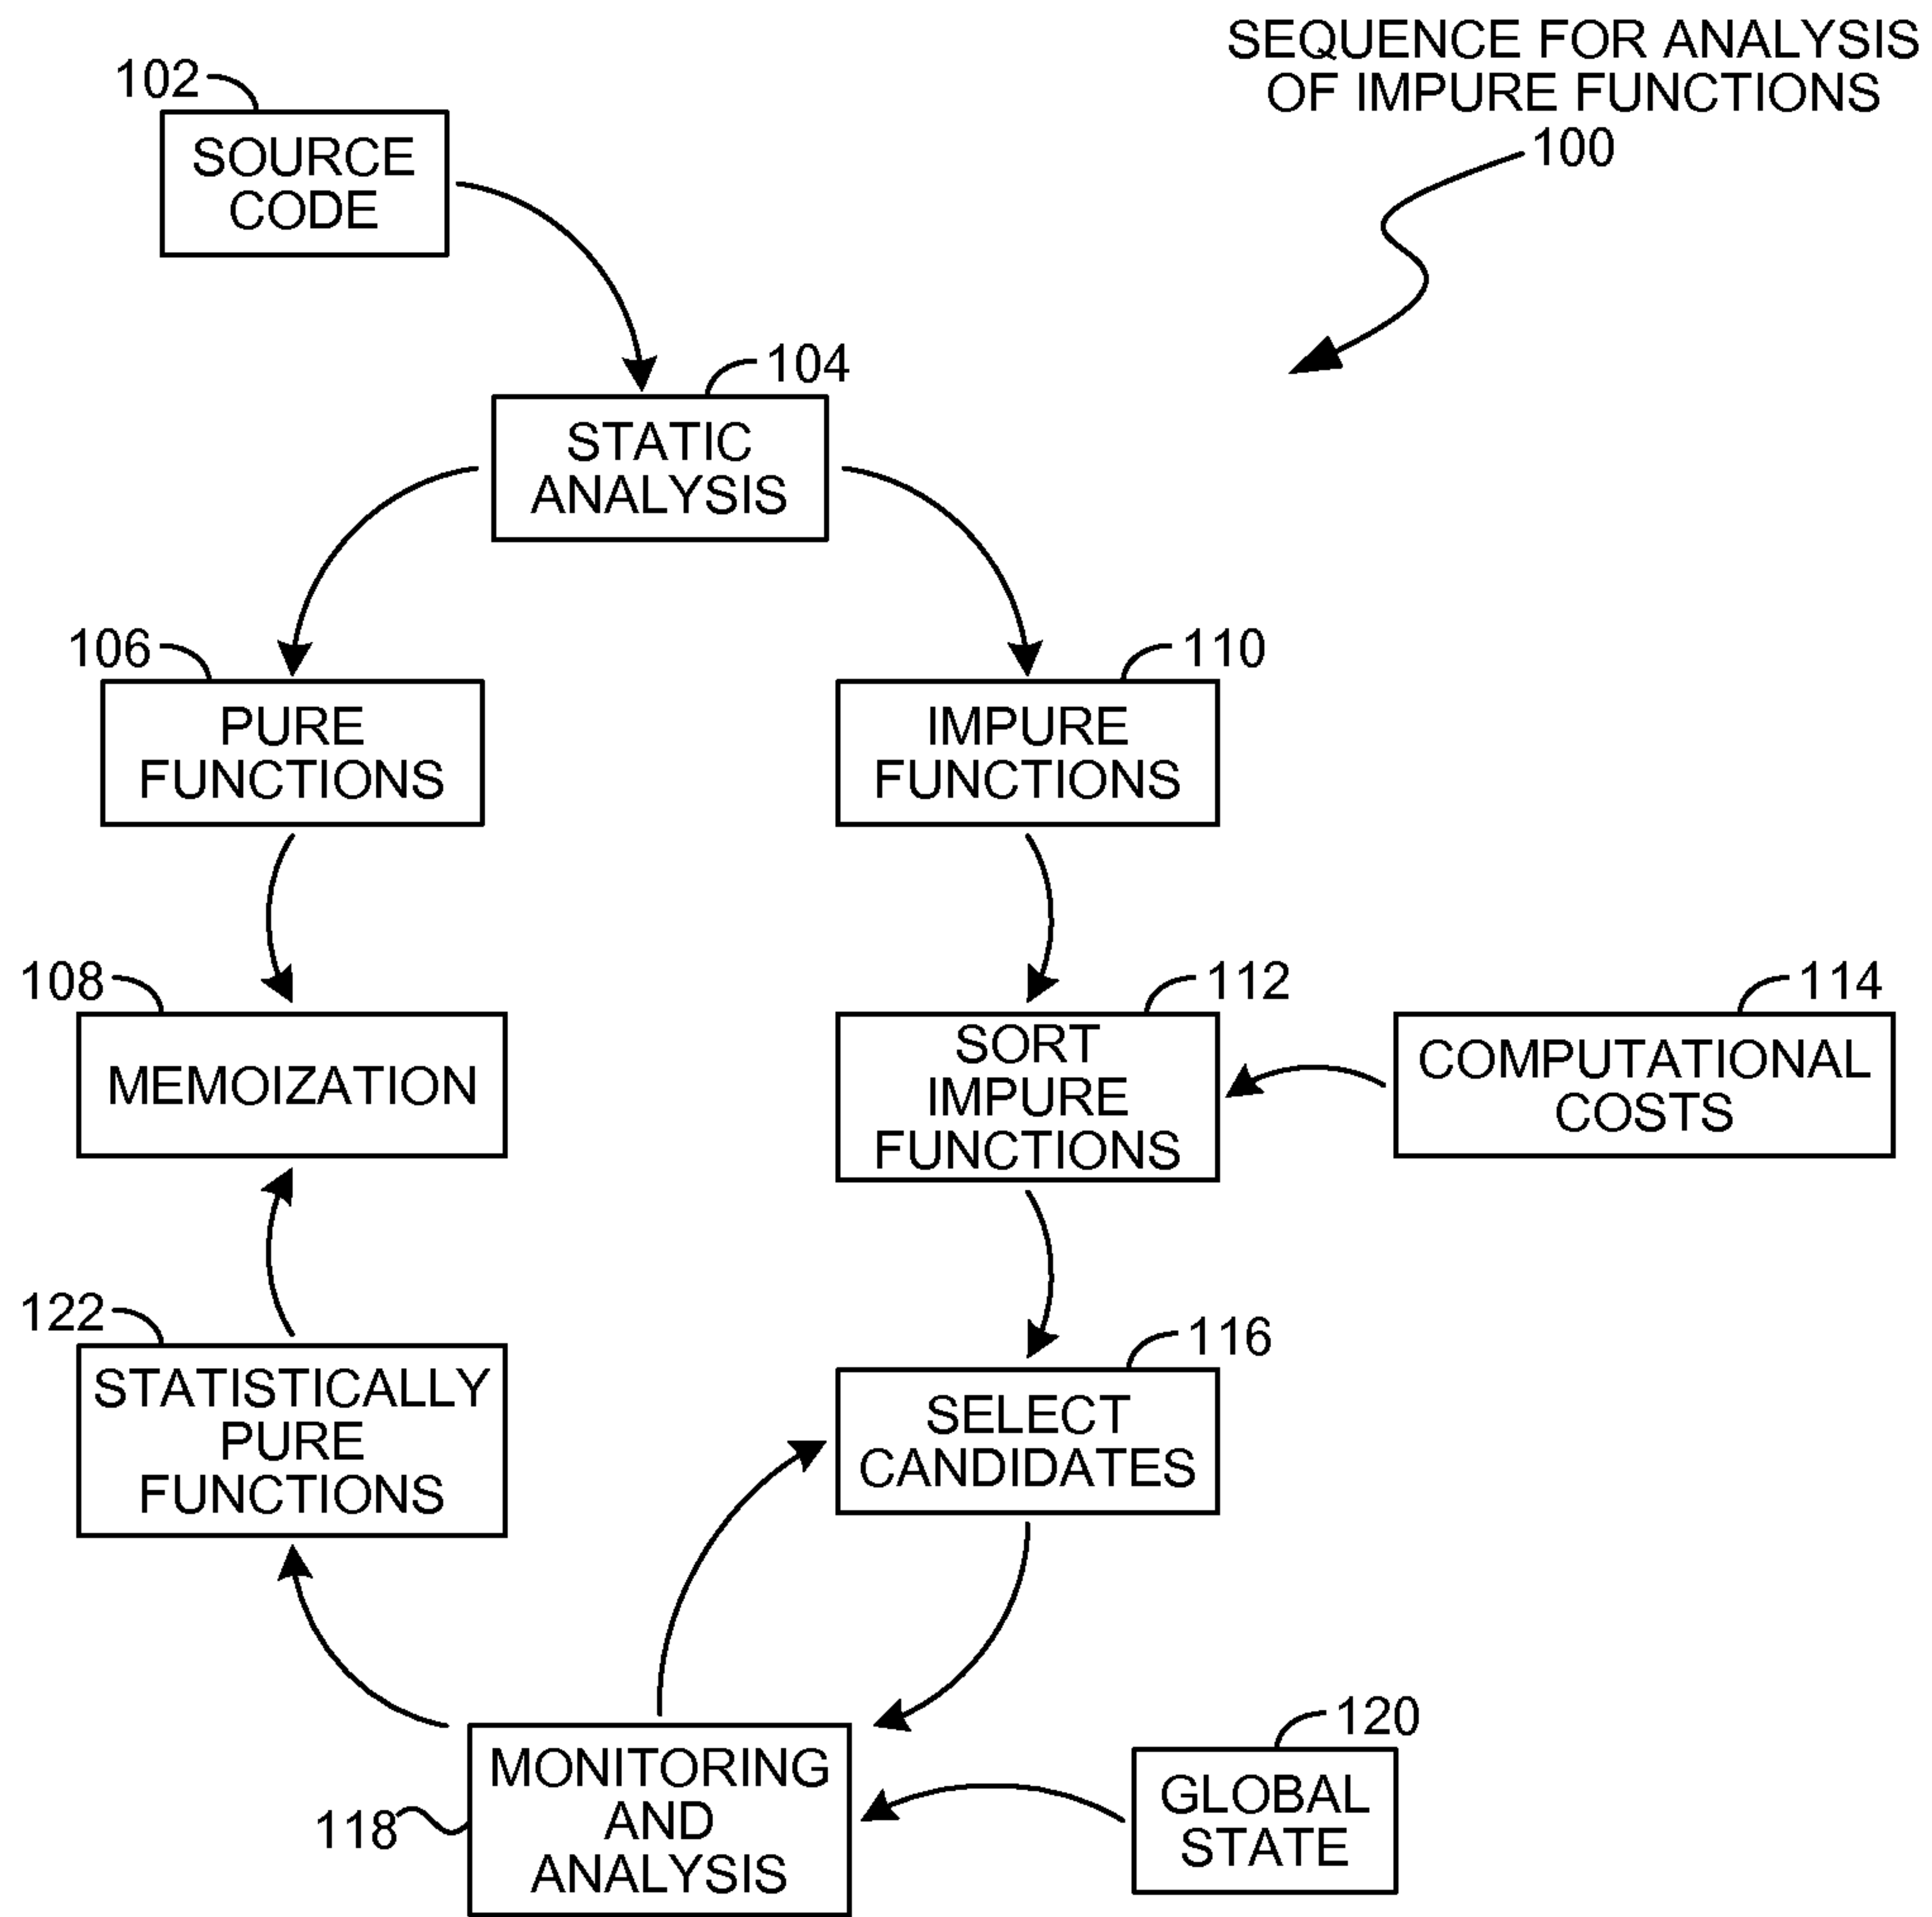 SEQUENCE FOR ANALYSIS
OF IMPURE FUNCTIONS
100
102
SOURCE
CODE
104
STATIC
ANALYSIS
106
PURE
FUNCTIONS
110
IMPURE
FUNCTIONS
108
MEMOIZATION
112
SORT
IMPURE
FUNCTIONS
114
COMPUTATIONAL
COSTS
122
STATISTICALLY
PURE
FUNCTIONS
116
SELECT
CANDIDATES
118
MONITORING
AND
ANALYSIS
120
GLOBAL
STATE